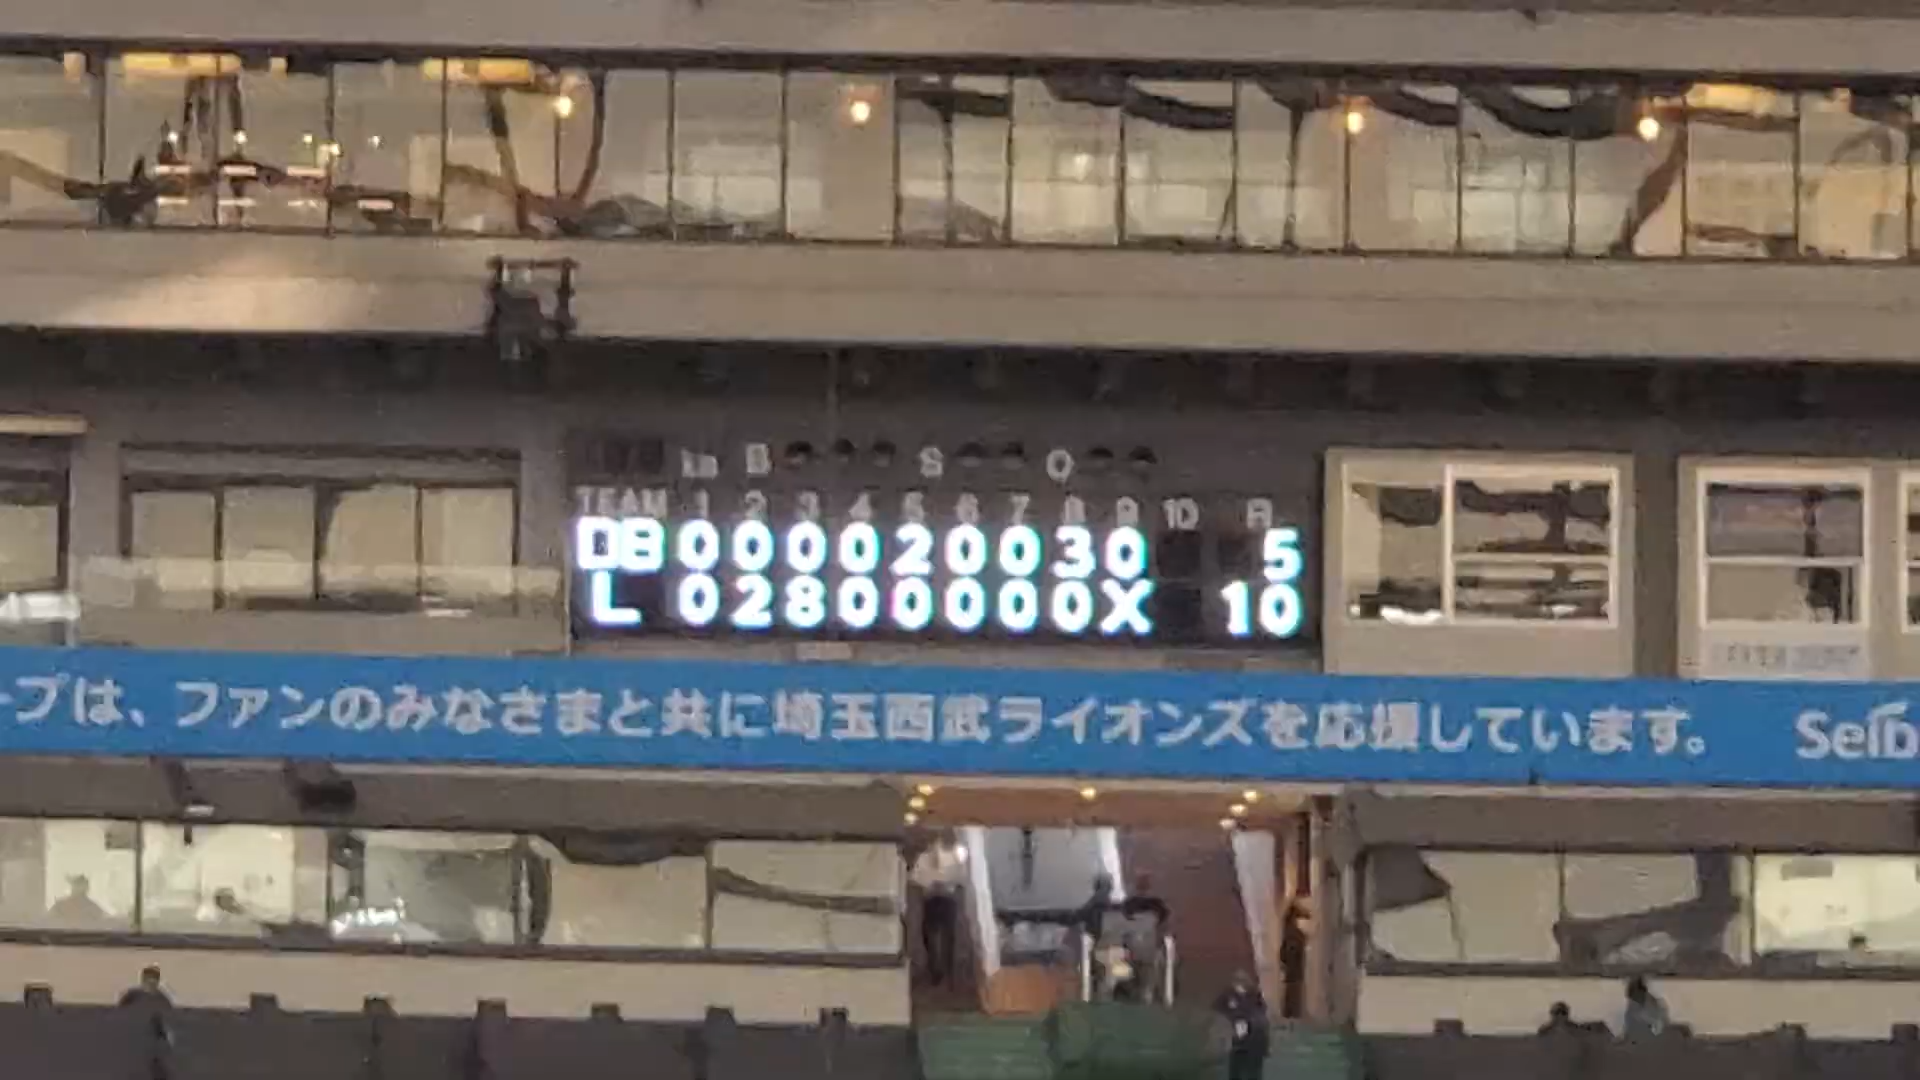 km B S O
TEAM 1 2 3 4 5 6 7 8 9 10 R
DB 0 0 0 0 2 0 0 3 0 5
L 0 2 8 0 0 0 0 0 X 10
プは、ファンのみなさまと共に埼玉西武ライオンズを応援しています。 Seib